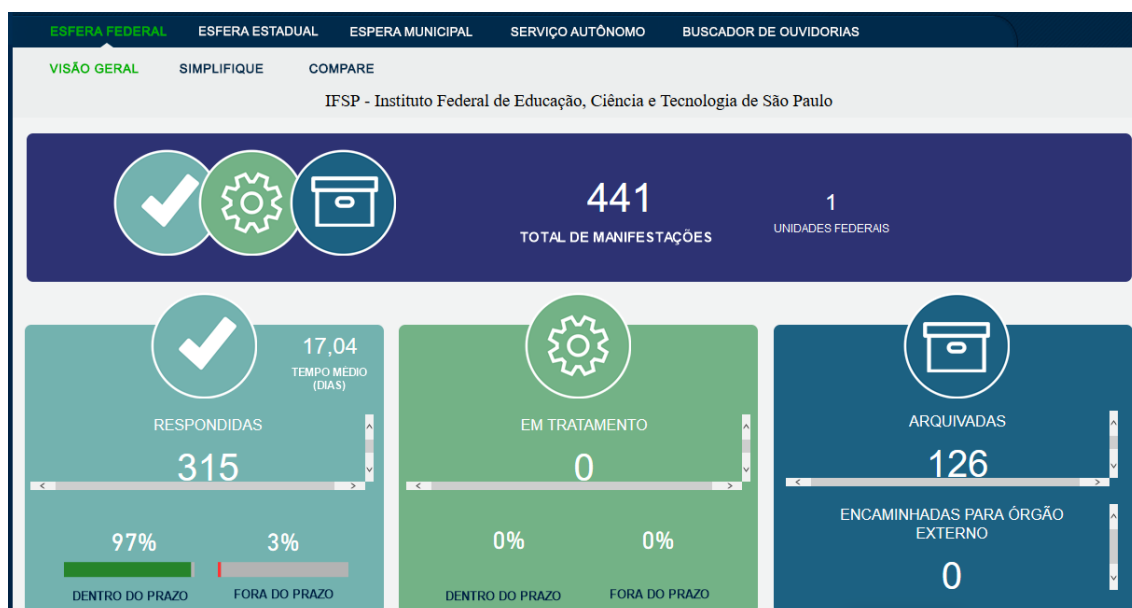 ESFERA FEDERAL ESFERA ESTADUAL ESPERA MUNICIPAL SERVIÇO AUTÔNOMO BUSCADOR DE OUVIDORIAS
VISÃO GERAL SIMPLIFIQUE COMPARE
IFSP - Instituto Federal de Educação, Ciência e Tecnologia de São Paulo
441
TOTAL DE MANIFESTAÇÕES
1
UNIDADES FEDERAIS
17,04
TEMPO MÉDIO
(DIAS)
RESPONDIDAS
315
97% 3%
DENTRO DO PRAZO FORA DO PRAZO
EM TRATAMENTO
0
0% 0%
DENTRO DO PRAZO FORA DO PRAZO
ARQUIVADAS
126
ENCAMINHADAS PARA ÓRGÃO
EXTERNO
0